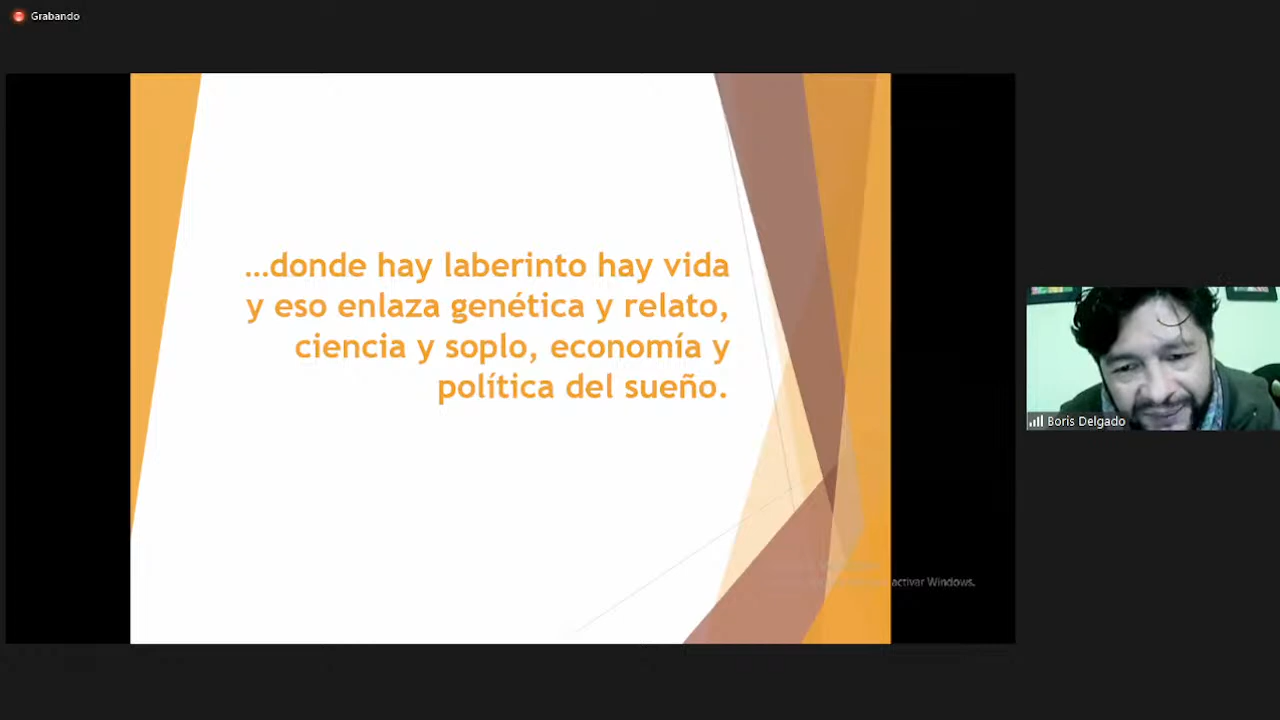 Grabando
…donde hay laberinto hay vida
y eso enlaza genética y relato,
ciencia y soplo, economía y
política del sueño.
activar Windows.
Boris Delgado